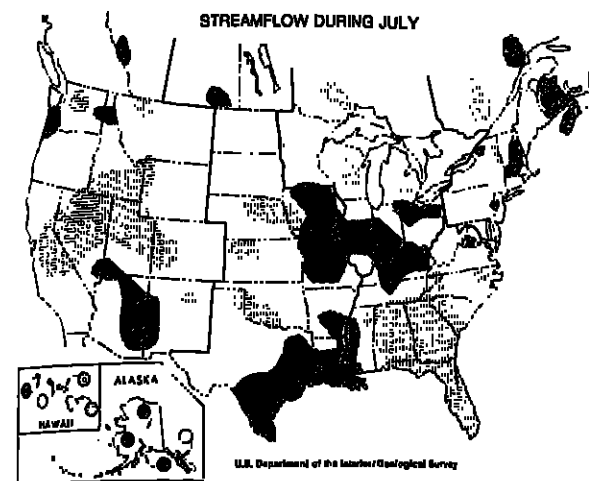 STREAMFLOW DURING JULY
ALASKA
HAWAII
U.S. Department of the Interior/Geological Survey